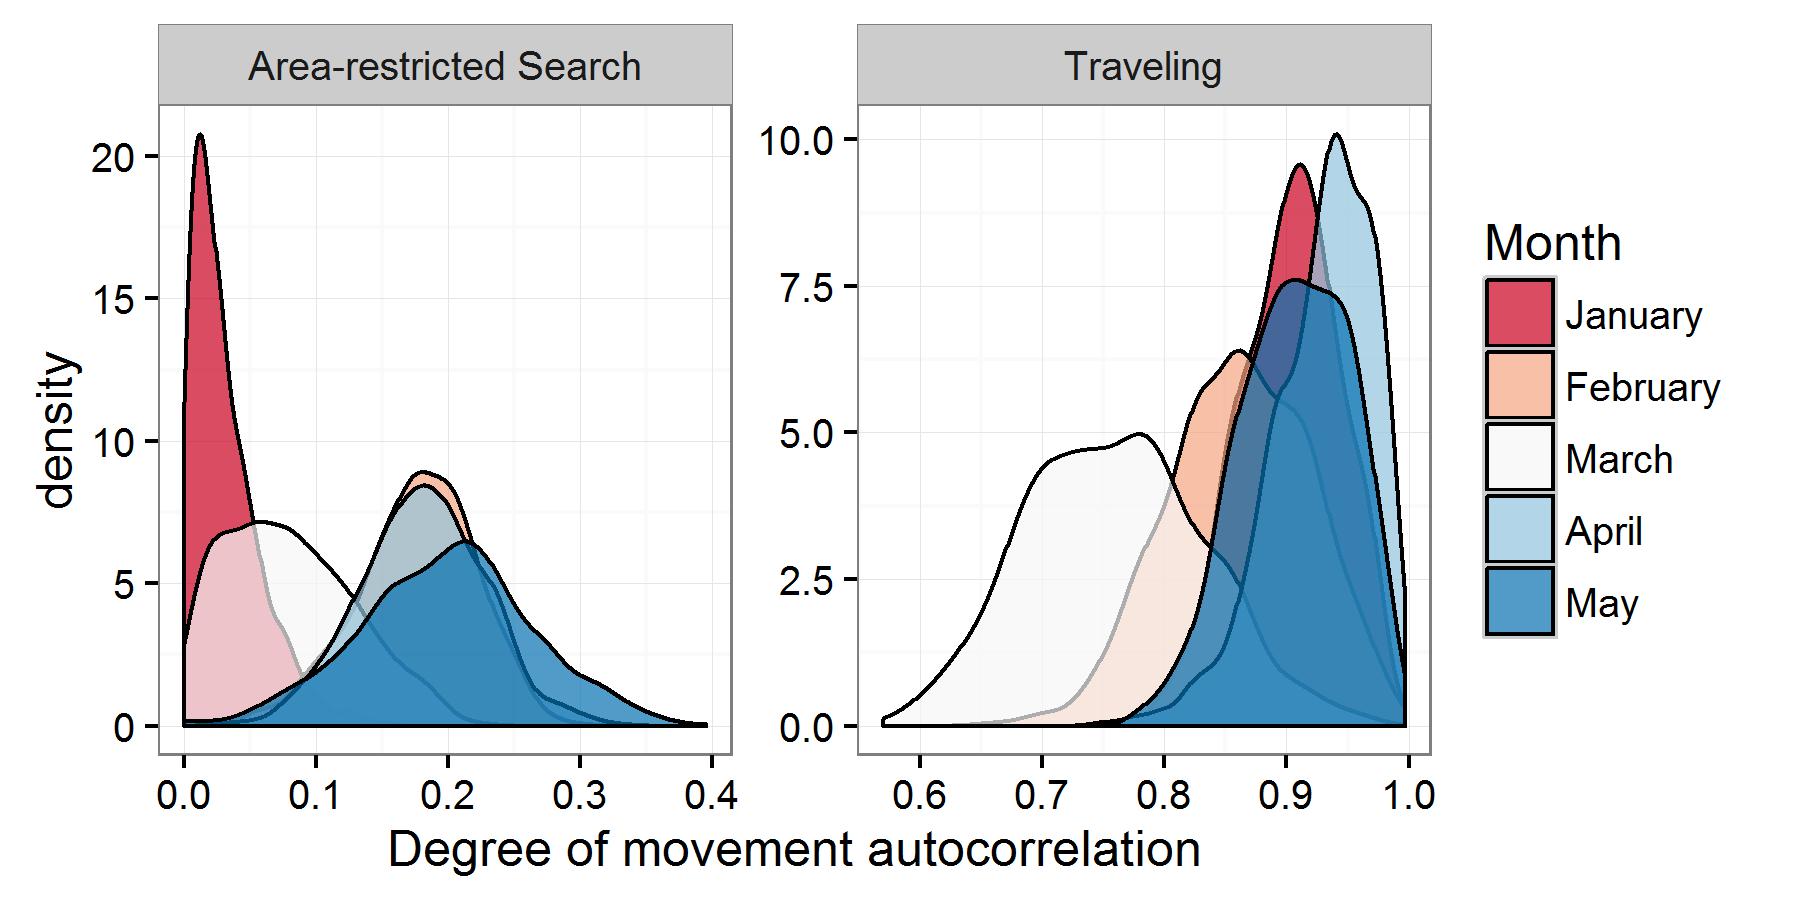 Area-restricted Search
Traveling
density
20
15
10
5
0
10.0
7.5
5.0
2.5
0.0
0.0 0.1 0.2 0.3 0.4
0.6 0.7 0.8 0.9 1.0
Degree of movement autocorrelation
Month
January
February
March
April
May